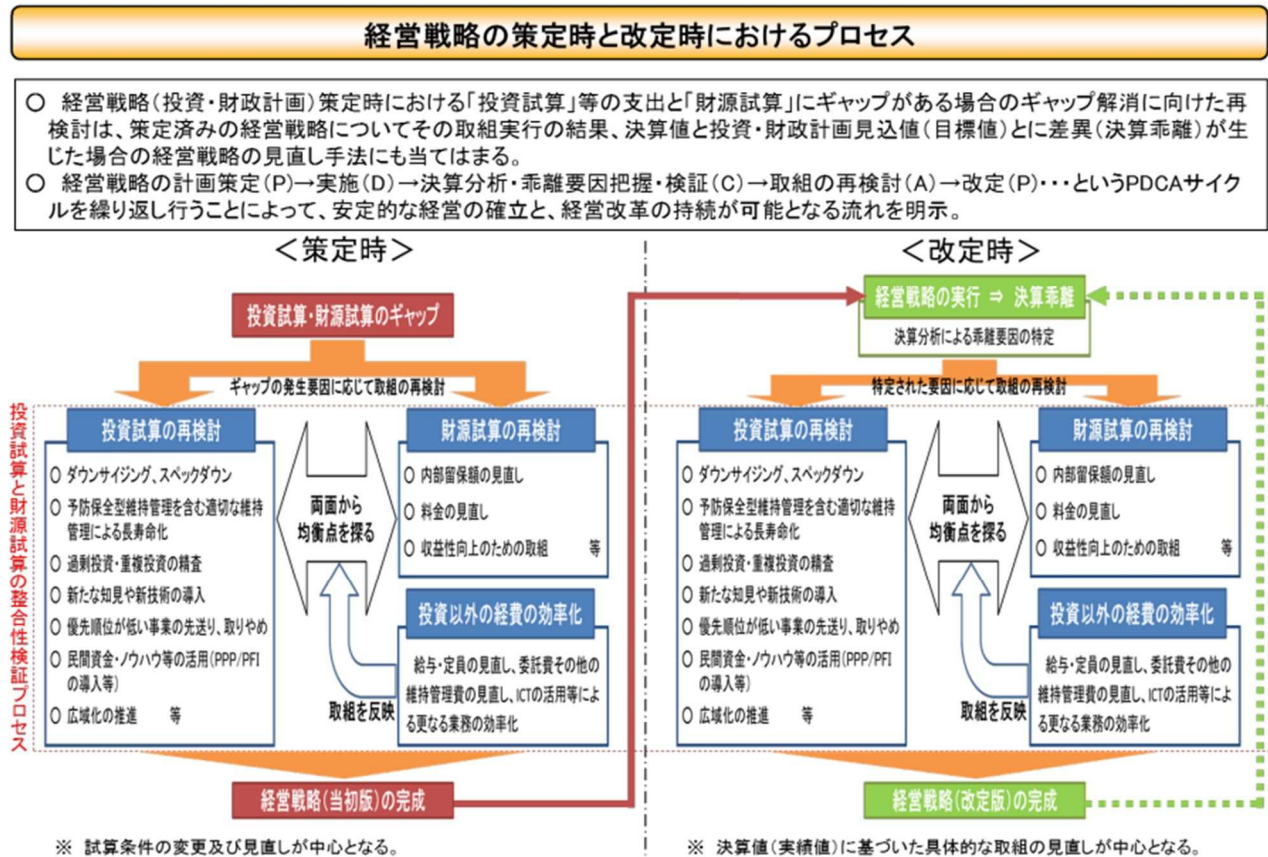 経営戦略の策定時と改定時におけるプロセス
○ 経営戦略(投資・財政計画)策定時における「投資試算」等の支出と「財源試算」にギャップがある場合のギャップ解消に向けた再
検討は、策定済みの経営戦略についてその取組実行の結果、決算値と投資・財政計画見込値(目標値)とに差異(決算乖離)が生
じた場合の経営戦略の見直し手法にも当てはまる。
○ 経営戦略の計画策定(P)→実施(D)→決算分析・乖離要因把握・検証(C)→取組の再検討(A)→改定(P)・・・というPDCAサイク
ルを繰り返し行うことによって、安定的な経営の確立と、経営改革の持続が可能となる流れを明示。
＜策定時＞
投資試算・財源試算のギャップ
ギャップの発生要因に応じて取組の再検討
投資試算と財源試算の整合性検証プロセス
投資試算の再検討
○ ダウンサイジング、スペックダウン
○ 予防保全型維持管理を含む適切な維持
管理による長寿命化
○ 過剰投資・重複投資の精査
○ 新たな知見や新技術の導入
○ 優先順位が低い事業の先送り、取りやめ
○ 民間資金・ノウハウ等の活用(PPP/PFI
の導入等)
○ 広域化の推進 等
両面から
均衡点を探る
取組を反映
財源試算の再検討
○ 内部留保額の見直し
○ 料金の見直し
○ 収益性向上のための取組 等
投資以外の経費の効率化
給与・定員の見直し、委託費その他の
維持管理費の見直し、ICTの活用等によ
る更なる業務の効率化
経営戦略(当初版)の完成
※ 試算条件の変更及び見直しが中心となる。
＜改定時＞
経営戦略の実行 ⇒ 決算乖離
決算分析による乖離要因の特定
特定された要因に応じて取組の再検討
投資試算の再検討
○ ダウンサイジング、スペックダウン
○ 予防保全型維持管理を含む適切な維持
管理による長寿命化
○ 過剰投資・重複投資の精査
○ 新たな知見や新技術の導入
○ 優先順位が低い事業の先送り、取りやめ
○ 民間資金・ノウハウ等の活用(PPP/PFI
の導入等)
○ 広域化の推進 等
両面から
均衡点を探る
取組を反映
財源試算の再検討
○ 内部留保額の見直し
○ 料金の見直し
○ 収益性向上のための取組 等
投資以外の経費の効率化
給与・定員の見直し、委託費その他の
維持管理費の見直し、ICTの活用等によ
る更なる業務の効率化
経営戦略(改定版)の完成
※ 決算値(実績値)に基づいた具体的な取組の見直しが中心となる。